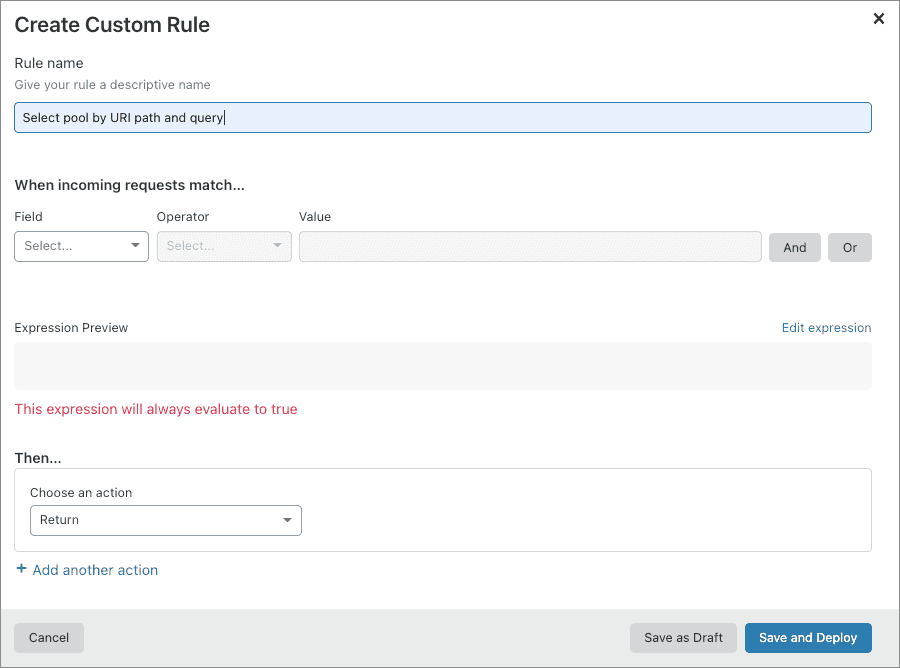 Create Custom Rule
Rule name
Give your rule a descriptive name
Select pool by URI path and query
When incoming requests match...
Field Operator Value
Select... Select... And Or
Expression Preview Edit expression
This expression will always evaluate to true
Then...
Choose an action
Return
+ Add another action
Cancel Save as Draft Save and Deploy